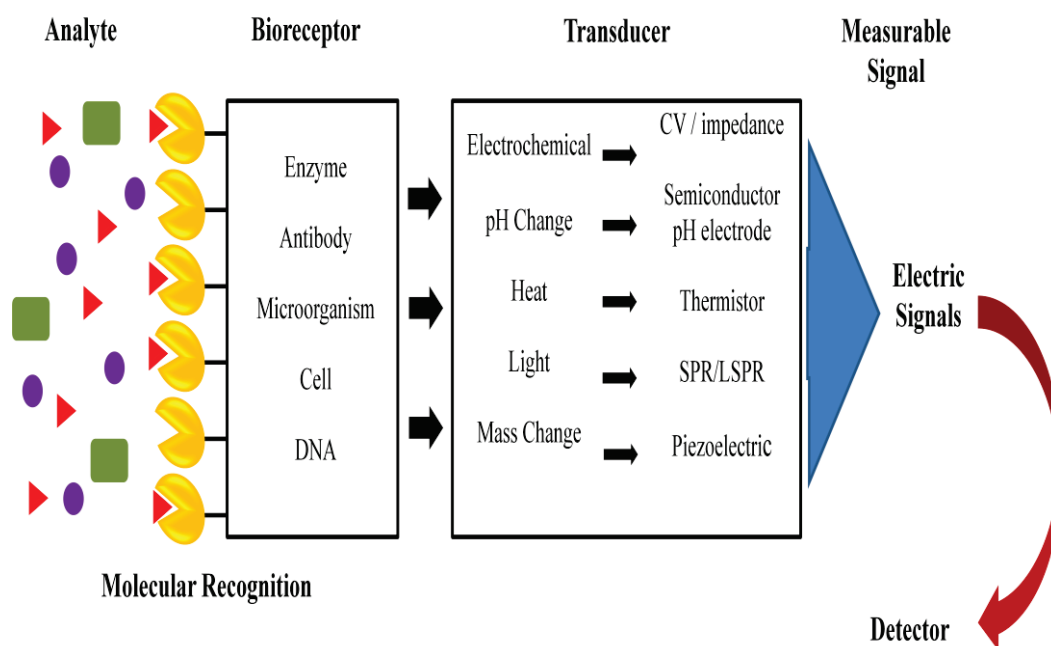 Analyte
Bioreceptor
Transducer
Measurable
Signal
Enzyme
Antibody
Microorganism
Cell
DNA
Electrochemical
CV / impedance
pH Change
Semiconductor
pH electrode
Heat
Thermistor
Light
SPR/LSPR
Mass Change
Piezoelectric
Electric
Signals
Molecular Recognition
Detector